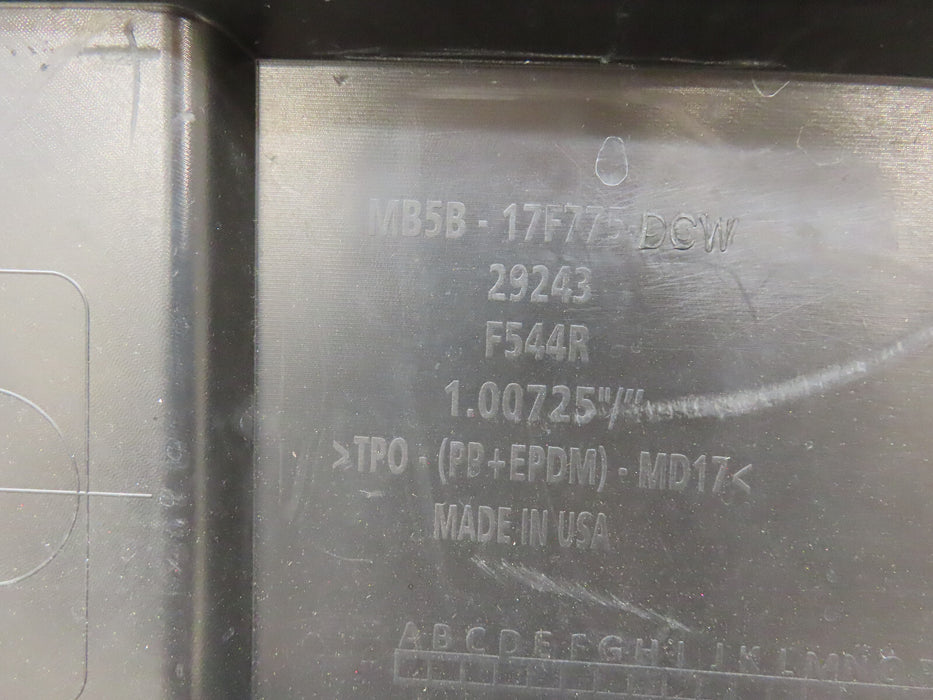 MB5B - 17F775-DCW
29243
F544R
1.00725"/"
>TPO - (PB+EPDM) - MD17<
MADE IN USA
A B C D E F G H I J K L M N O